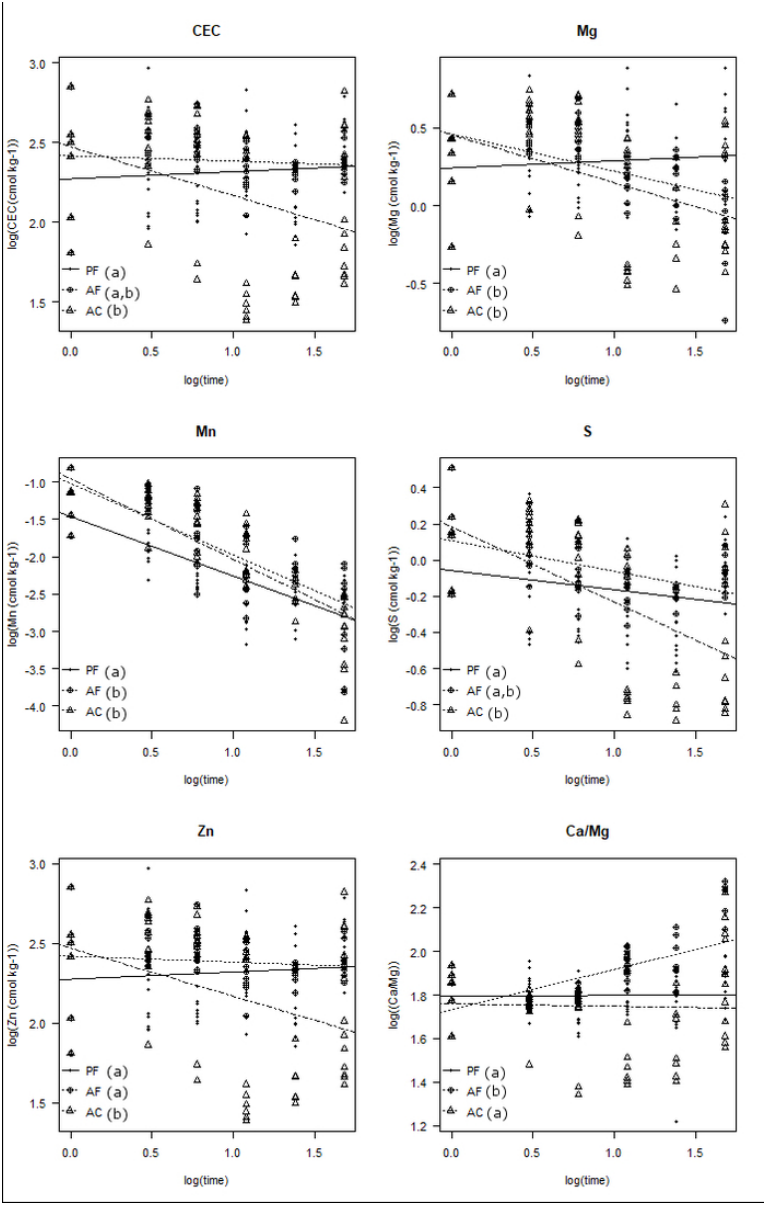 CEC
log(CEC(cmol kg-1))
3.0
2.5
2.0
1.5
PF (a)
AF (a,b)
AC (b)
0.0 0.5 1.0 1.5
log(time)
Mg
log(Mg (cmol kg-1))
0.5
0.0
-0.5
PF (a)
AF (b)
AC (b)
0.0 0.5 1.0 1.5
log(time)
Mn
log(Mn (cmol kg-1))
-1.0
-1.5
-2.0
-2.5
-3.0
-3.5
-4.0
PF (a)
AF (b)
AC (b)
0.0 0.5 1.0 1.5
log(time)
S
log(S (cmol kg-1))
0.6
0.4
0.2
0.0
-0.2
-0.4
-0.6
-0.8
PF (a)
AF (a,b)
AC (b)
0.0 0.5 1.0 1.5
log(time)
Zn
log(Zn (cmol kg-1))
3.0
2.5
2.0
1.5
PF (a)
AF (a)
AC (b)
0.0 0.5 1.0 1.5
log(time)
Ca/Mg
log((Ca/Mg))
2.4
2.2
2.0
1.8
1.6
1.4
1.2
PF (a)
AF (b)
AC (a)
0.0 0.5 1.0 1.5
log(time)